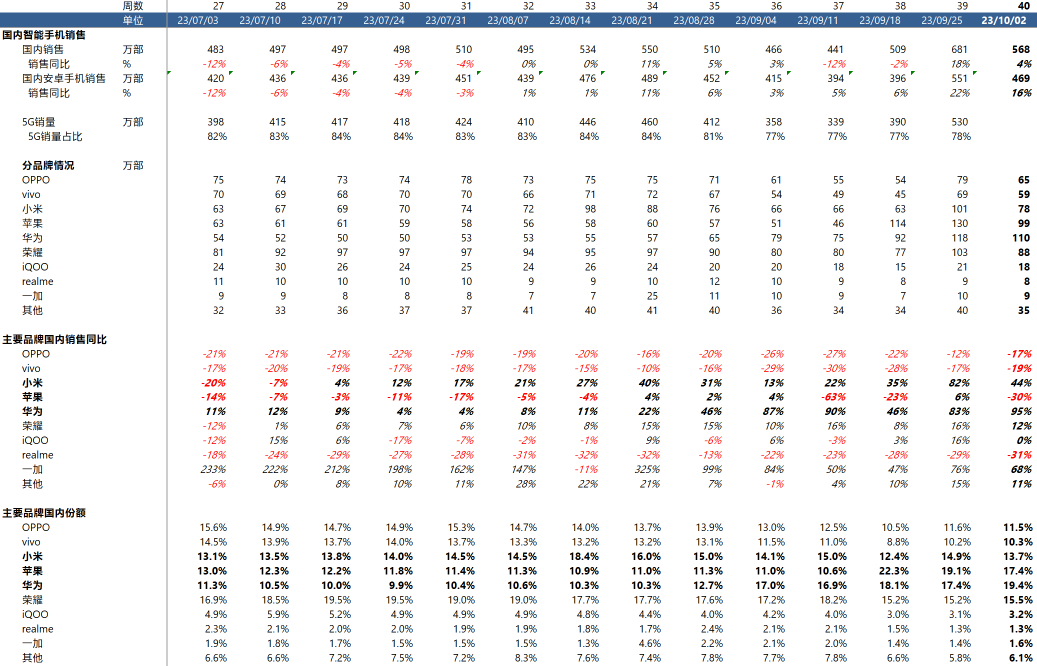 周数 27 28 29 30 31 32 33 34 35 36 37 38 39 40
单位 23/07/03 23/07/10 23/07/17 23/07/24 23/07/31 23/08/07 23/08/14 23/08/21 23/08/28 23/09/04 23/09/11 23/09/18 23/09/25 23/10/02
国内智能手机销售
国内销售 万部 483 497 497 498 510 495 534 550 510 466 441 509 681 568
销售同比 % -12% -6% -4% -5% -4% 0% 0% 11% 5% 3% -12% -2% 18% 4%
国内安卓手机销售 万部 420 436 436 439 451 439 476 489 452 415 394 396 551 469
销售同比 % -12% -6% -4% -4% -3% 1% 1% 11% 6% 3% 5% 6% 22% 16%
5G销量 万部 398 415 417 418 424 410 446 460 412 358 339 390 530
5G销量占比 82% 83% 84% 84% 83% 83% 84% 84% 81% 77% 77% 77% 78%
分品牌情况 万部
OPPO 75 74 73 74 78 73 75 75 71 61 55 54 79 65
vivo 70 69 68 70 70 66 71 72 67 54 49 45 69 59
小米 63 67 69 70 74 72 98 88 76 66 66 63 101 78
苹果 63 61 61 59 58 56 58 60 57 51 46 114 130 99
华为 54 52 50 50 53 53 55 57 65 79 75 92 118 110
荣耀 81 92 97 97 97 94 95 97 90 80 80 77 103 88
iQOO 24 30 26 24 25 24 26 24 20 20 18 15 21 18
realme 11 10 10 10 10 9 9 10 12 10 9 8 9 8
一加 9 9 8 8 8 7 7 25 11 10 9 7 10 9
其他 32 33 36 37 37 41 40 41 40 36 34 34 40 35
主要品牌国内销售同比
OPPO -21% -21% -21% -22% -19% -19% -20% -16% -20% -26% -27% -22% -12% -17%
vivo -17% -20% -19% -17% -18% -17% -15% -10% -16% -29% -30% -28% -17% -19%
小米 -20% -7% 4% 12% 17% 21% 27% 40% 31% 13% 22% 35% 82% 44%
苹果 -14% -7% -3% -11% -17% -5% -4% 4% 2% 4% -63% -23% 6% -30%
华为 11% 12% 9% 4% 4% 8% 11% 22% 46% 87% 90% 46% 83% 95%
荣耀 -12% 1% 6% 7% 6% 10% 8% 15% 15% 10% 16% 8% 16% 12%
iQOO -12% 15% 6% -17% -7% -2% -1% 9% -6% 6% -3% 3% 16% 0%
realme -18% -24% -29% -27% -28% -31% -32% -32% -13% -22% -23% -28% -29% -31%
一加 233% 222% 212% 198% 162% 147% -11% 325% 99% 84% 50% 47% 76% 68%
其他 -6% 0% 8% 10% 11% 28% 22% 21% 7% -1% 4% 10% 15% 11%
主要品牌国内份额
OPPO 15.6% 14.9% 14.7% 14.9% 15.3% 14.7% 14.0% 13.7% 13.9% 13.0% 12.5% 10.5% 11.6% 11.5%
vivo 14.5% 13.9% 13.7% 14.0% 13.7% 13.3% 13.2% 13.2% 13.1% 11.5% 11.0% 8.8% 10.2% 10.3%
小米 13.1% 13.5% 13.8% 14.0% 14.5% 14.5% 18.4% 16.0% 15.0% 14.1% 15.0% 12.4% 14.9% 13.7%
苹果 13.0% 12.3% 12.2% 11.8% 11.4% 11.3% 10.9% 11.0% 11.3% 11.0% 10.6% 22.3% 19.1% 17.4%
华为 11.3% 10.5% 10.0% 9.9% 10.4% 10.6% 10.3% 10.3% 12.7% 17.0% 16.9% 18.1% 17.4% 19.4%
荣耀 16.9% 18.5% 19.5% 19.5% 19.0% 19.0% 17.7% 17.7% 17.6% 17.2% 18.2% 15.2% 15.2% 15.5%
iQOO 4.9% 5.9% 5.2% 4.9% 4.9% 4.9% 4.8% 4.4% 4.0% 4.2% 4.0% 3.0% 3.1% 3.2%
realme 2.3% 2.1% 2.0% 2.0% 1.9% 1.9% 1.8% 1.7% 2.4% 2.1% 2.1% 1.5% 1.3% 1.3%
一加 1.9% 1.8% 1.7% 1.5% 1.5% 1.5% 1.3% 4.6% 2.2% 2.1% 2.0% 1.4% 1.4% 1.6%
其他 6.6% 6.6% 7.2% 7.5% 7.2% 8.3% 7.6% 7.4% 7.8% 7.7% 7.8% 6.6% 5.8% 6.1%